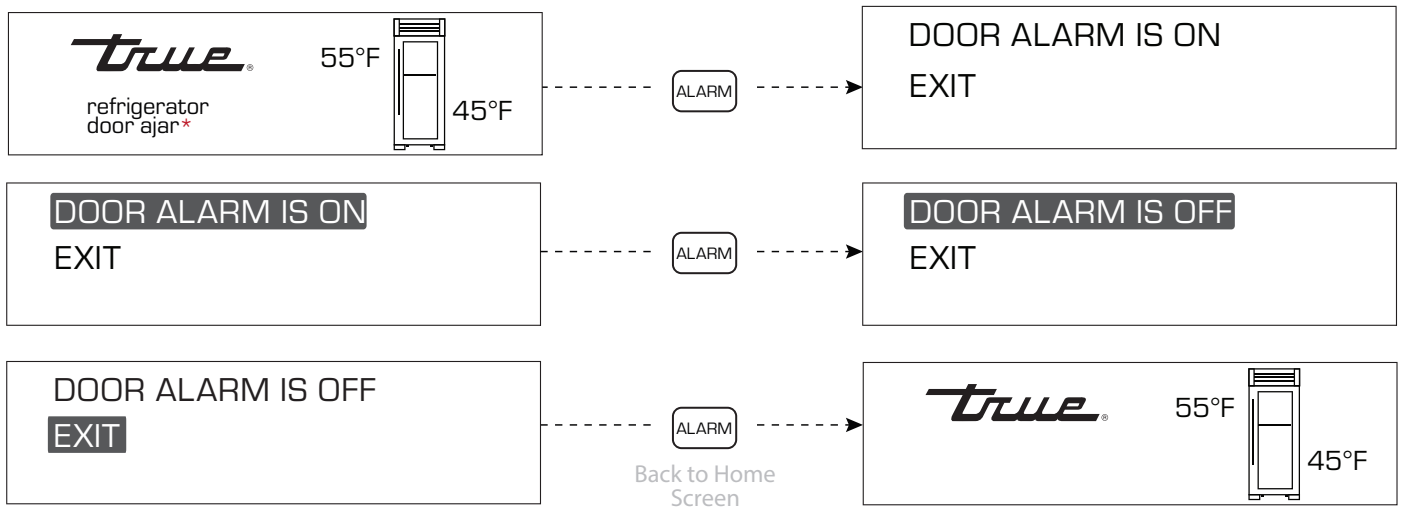 true®
55°F
refrigerator
door ajar*
45°F
ALARM
DOOR ALARM IS ON
EXIT
DOOR ALARM IS ON
EXIT
ALARM
DOOR ALARM IS OFF
EXIT
DOOR ALARM IS OFF
EXIT
ALARM
Back to Home
Screen
true®
55°F
45°F